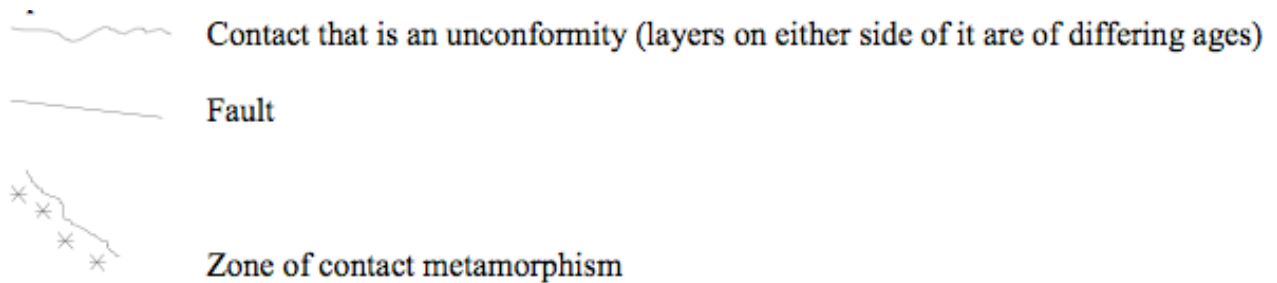 Contact that is an unconformity (layers on either side of it are of differing ages)
Fault
Zone of contact metamorphism